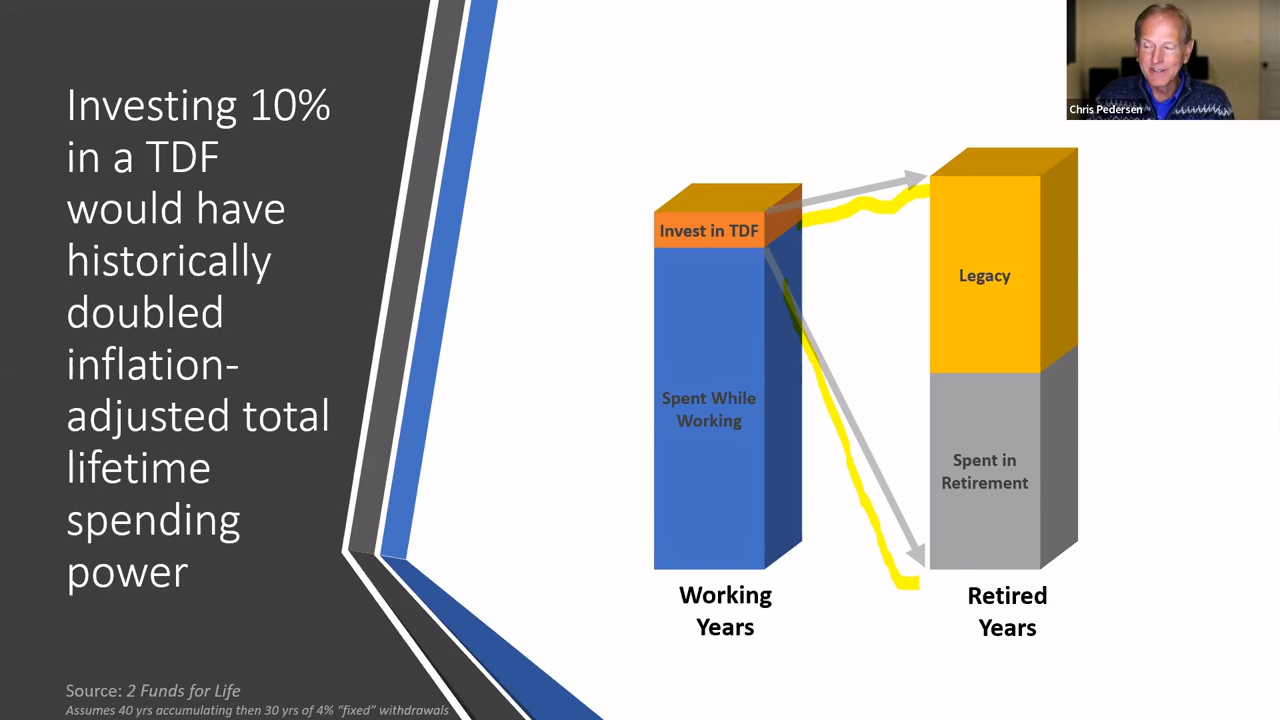 Investing 10%
in a TDF
would have
historically
doubled
inflation-
adjusted total
lifetime
spending
power
Source: 2 Funds for Life
Assumes 40 yrs accumulating then 30 yrs of 4% “fixed” withdrawals
Invest in TDF
Spent While
Working
Working
Years
Legacy
Spent in
Retirement
Retired
Years
Chris Pedersen